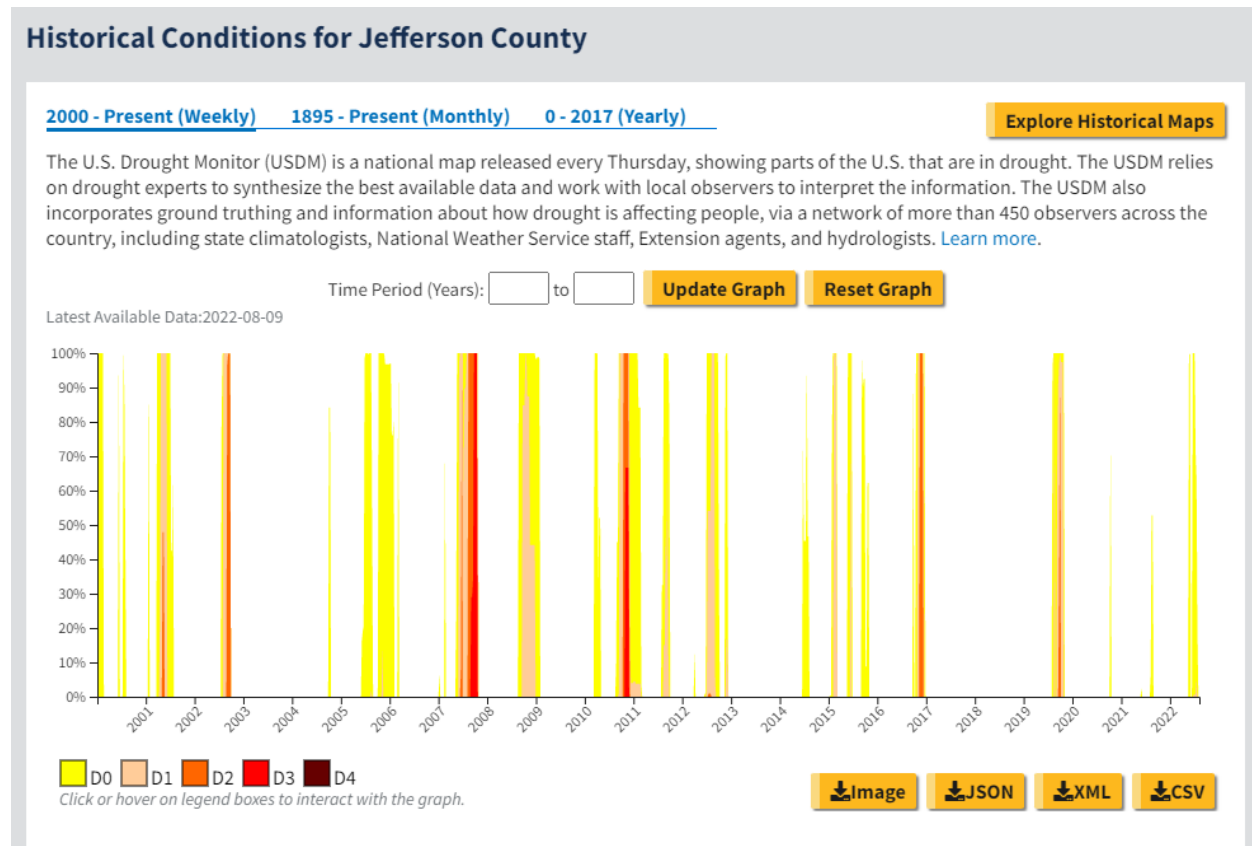 Historical Conditions for Jefferson County
2000 - Present (Weekly) 1895 - Present (Monthly) 0 - 2017 (Yearly)
Explore Historical Maps
The U.S. Drought Monitor (USDM) is a national map released every Thursday, showing parts of the U.S. that are in drought. The USDM relies
on drought experts to synthesize the best available data and work with local observers to interpret the information. The USDM also
incorporates ground truthing and information about how drought is affecting people, via a network of more than 450 observers across the
country, including state climatologists, National Weather Service staff, Extension agents, and hydrologists. Learn more.
Time Period (Years): to Update Graph Reset Graph
Latest Available Data:2022-08-09
100%
90%
80%
70%
60%
50%
40%
30%
20%
10%
0%
2001 2002 2003 2004 2005 2006 2007 2008 2009 2010 2011 2012 2013 2014 2015 2016 2017 2018 2019 2020 2021 2022
D0 D1 D2 D3 D4
Click or hover on legend boxes to interact with the graph.
Image JSON XML CSV